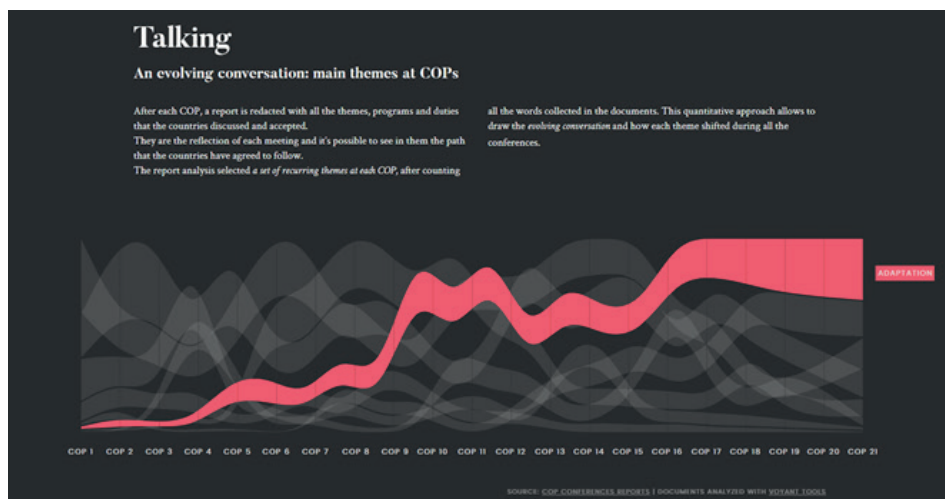 Talking
An evolving conversation: main themes at COPs
After each COP, a report is redacted with all the themes, programs and duties
that the countries discussed and accepted.
They are the reflection of each meeting and it's possible to see in them the path
that the countries have agreed to follow.
The report analysis selected a set of recurring themes at each COP, after counting
all the words collected in the documents. This quantitative approach allows to
draw the evolving conversation and how each theme shifted during all the
conferences.
ADAPTATION
COP 1 COP 2 COP 3 COP 4 COP 5 COP 6 COP 7 COP 8 COP 9 COP 10 COP 11 COP 12 COP 13 COP 14 COP 15 COP 16 COP 17 COP 18 COP 19 COP 20 COP 21
SOURCE: COP CONFERENCES REPORTS | DOCUMENTS ANALYZED WITH VOYANT TOOLS